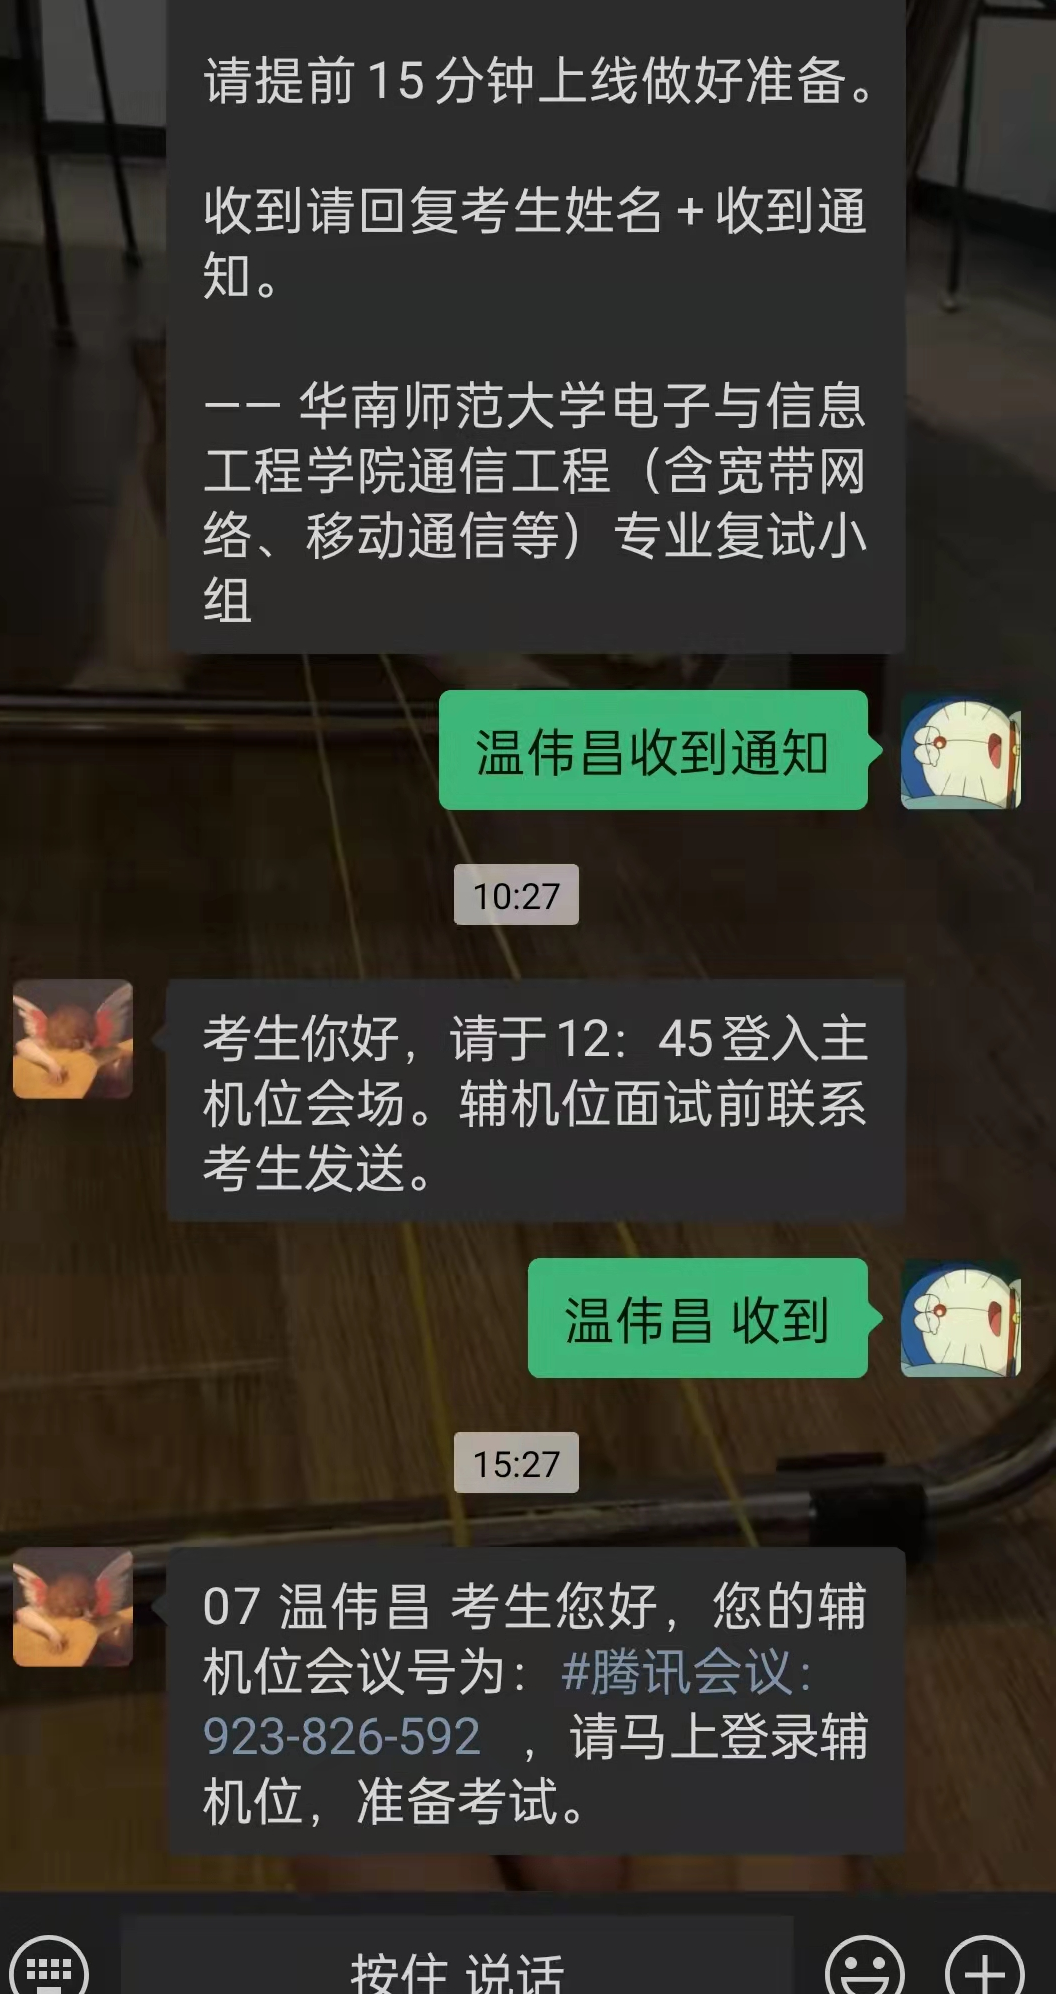 请提前15分钟上线做好准备。
收到请回复考生姓名+收到通
知。
—— 华南师范大学电子与信息
工程学院通信工程（含宽带网
络、移动通信等）专业复试小
组
温伟昌收到通知
10:27
考生你好，请于12：45登入主
机位会场。辅机位面试前联系
考生发送。
温伟昌 收到
15:27
07 温伟昌 考生您好，您的辅
机位会议号为：#腾讯会议：
923-826-592 ，请马上登录辅
机位，准备考试。
按住 说话